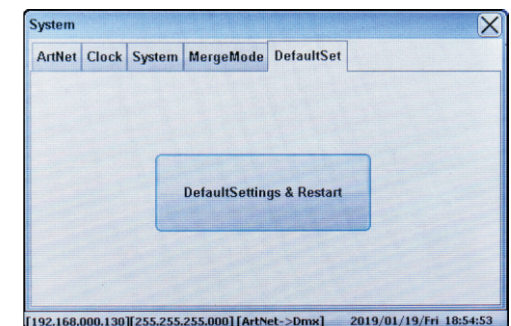 System
ArtNet Clock System MergeMode DefaultSet
DefaultSettings & Restart
[192.168.000.130][255.255.255.000] [ArtNet->Dmx] 2019/01/19/Fri 18:54:53